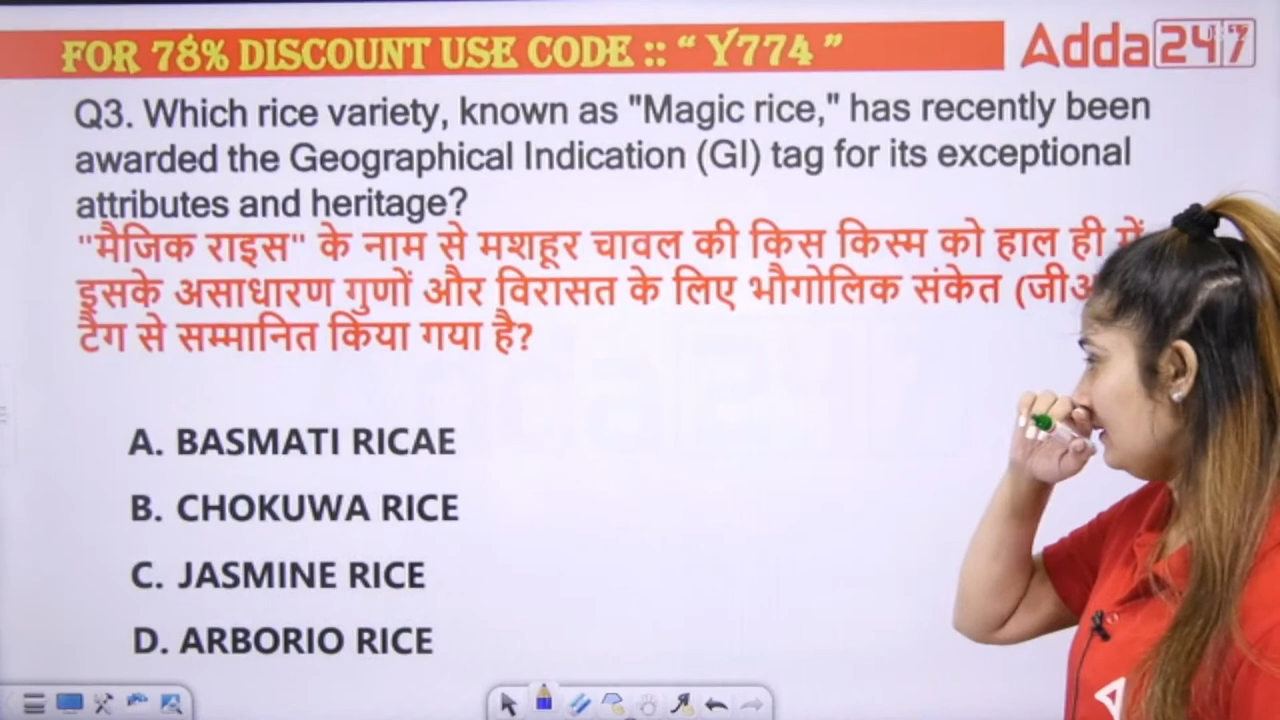 FOR 78% DISCOUNT USE CODE :: “ Y774 ”
Adda 247
Q3. Which rice variety, known as "Magic rice," has recently been
awarded the Geographical Indication (GI) tag for its exceptional
attributes and heritage?
"मैजिक राइस" के नाम से मशहूर चावल की किस किस्म को हाल ही में
इसके असाधारण गुणों और विरासत के लिए भौगोलिक संकेत
टैग से सम्मानित किया गया है?
A. BASMATI RICAE
B. CHOKUWA RICE
C. JASMINE RICE
D. ARBORIO RICE